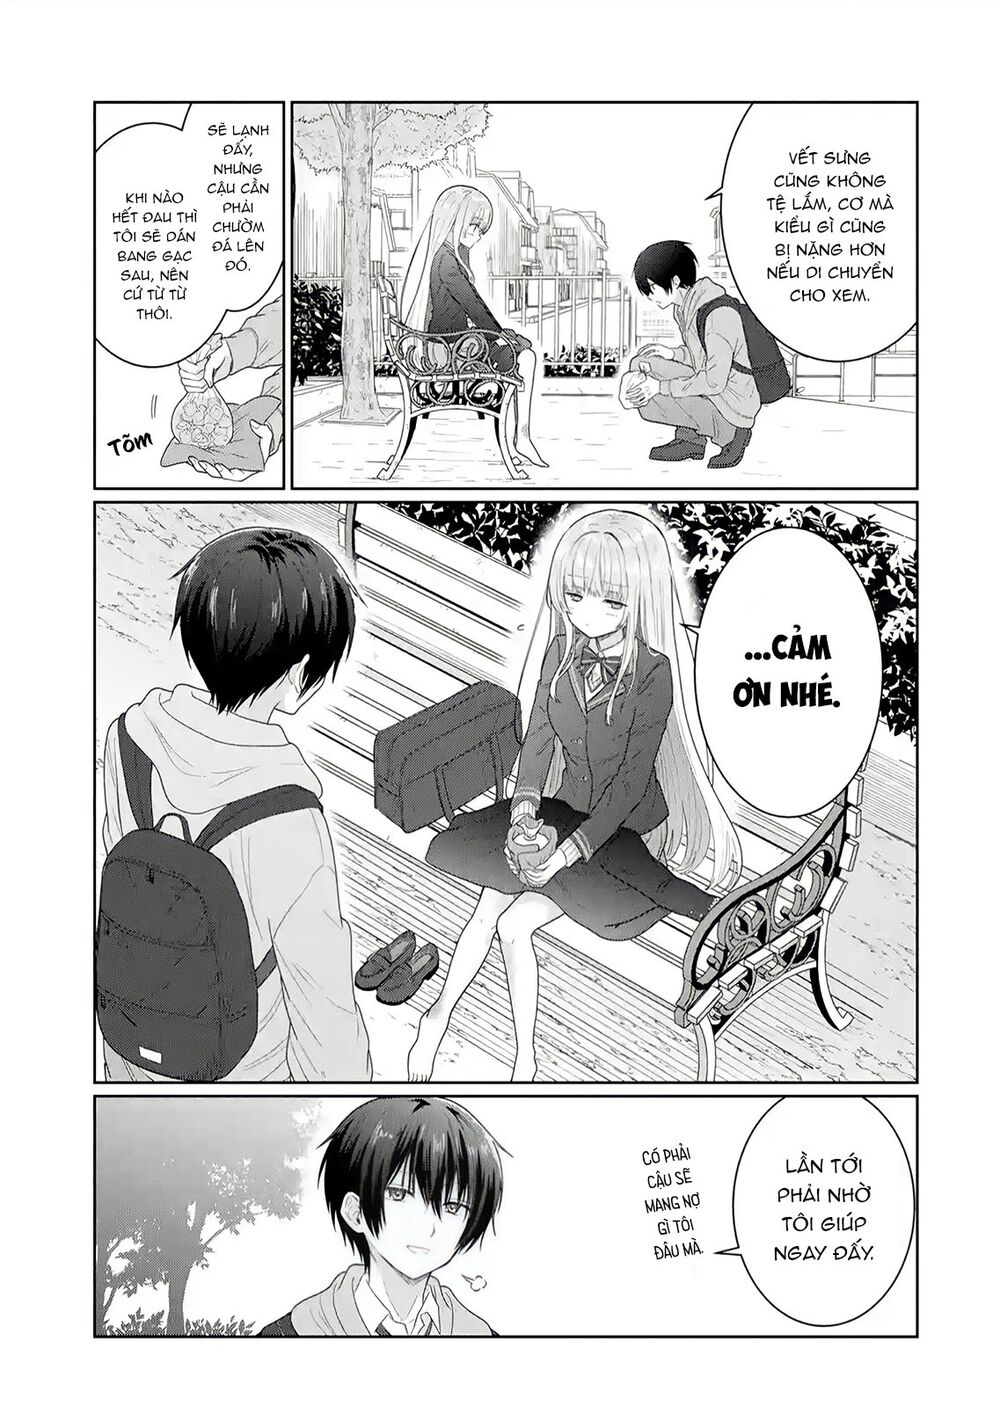 VẾT SƯNG
CŨNG KHÔNG
TỆ LẮM, CƠ MÀ
KIỂU GÌ CŨNG
BỊ NẶNG HƠN
NẾU DI CHUYỂN
CHO XEM.
SẼ LẠNH
ĐẤY,
NHƯNG
CẬU CẦN
PHẢI
CHƯỜM
ĐÁ LÊN
ĐÓ.
KHI NÀO
HẾT ĐAU THÌ
TÔI SẼ DÁN
BANG GẠC
SAU, NÊN
CỨ TỪ TỪ
THÔI.
TÕM
...CẢM
ƠN NHÉ.
LẦN TỚI
PHẢI NHỜ
TÔI GIÚP
NGAY ĐẤY.
CÓ PHẢI
CẬU SẼ
MANG NỢ
GÌ TÔI
ĐÂU MÀ.